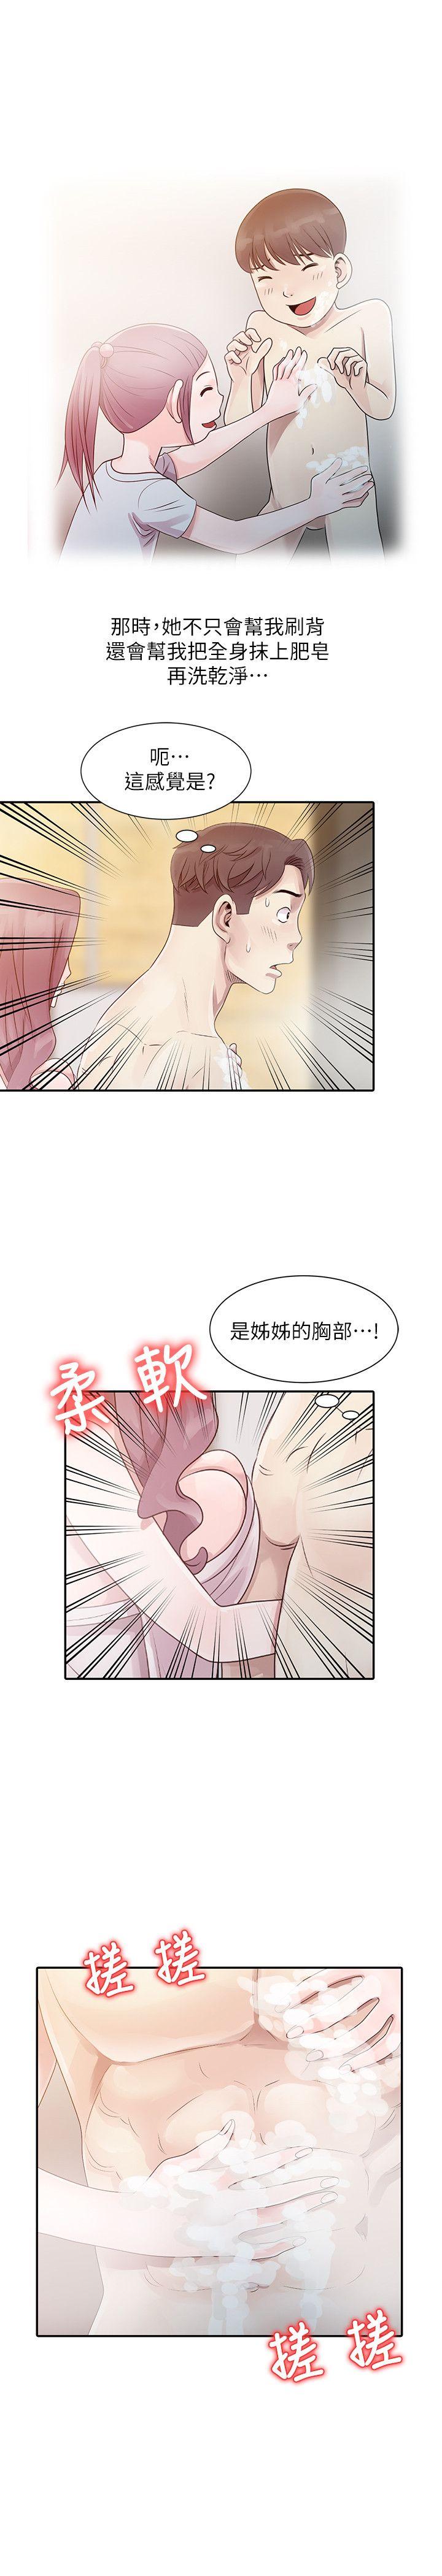 那時,她不只會幫我刷背
還會幫我把全身抹上肥皂
再洗乾淨…
呃…
這感覺是?
是姊姊的胸部…!
柔軟
搓搓
搓搓